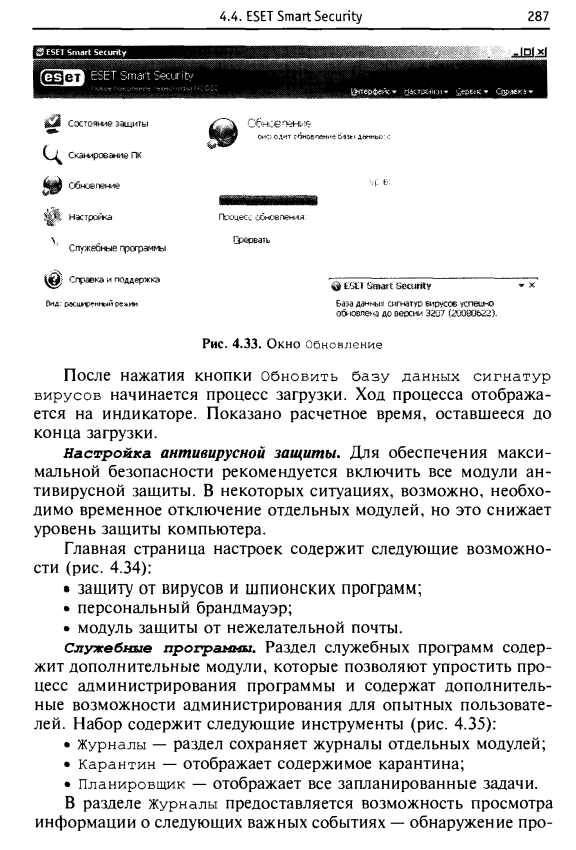 4.4. ESET Smart Security 287
ESET Smart Security
eset ESET Smart Security
Интерфейс Настройки Сервис Справка
Состояние защиты
Сканирование ПК
Обновление
Настройка
Служебные программы
Справка и поддержка
Вид: расширенный режим
Обновление
обновление базы данных
Процесс обновления:
Прервать
ESET Smart Security
База данных сигнатур вирусов успешно
обновлена до версии 3207 (20080622).
Рис. 4.33. Окно Обновление
После нажатия кнопки Обновить базу данных сигнатур
вирусов начинается процесс загрузки. Ход процесса отобража-
ется на индикаторе. Показано расчетное время, оставшееся до
конца загрузки.
Настройка антивирусной защиты. Для обеспечения макси-
мальной безопасности рекомендуется включить все модули ан-
тивирусной защиты. В некоторых ситуациях, возможно, необхо-
димо временное отключение отдельных модулей, но это снижает
уровень защиты компьютера.
Главная страница настроек содержит следующие возможно-
сти (рис. 4.34):
• защиту от вирусов и шпионских программ;
• персональный брандмауэр;
• модуль защиты от нежелательной почты.
Служебные программы. Раздел служебных программ содер-
жит дополнительные модули, которые позволяют упростить про-
цесс администрирования программы и содержат дополнитель-
ные возможности администрирования для опытных пользовате-
лей. Набор содержит следующие инструменты (рис. 4.35):
• Журналы — раздел сохраняет журналы отдельных модулей;
• Карантин — отображает содержимое карантина;
• Планировщик — отображает все запланированные задачи.
В разделе Журналы предоставляется возможность просмотра
информации о следующих важных событиях — обнаружение про-